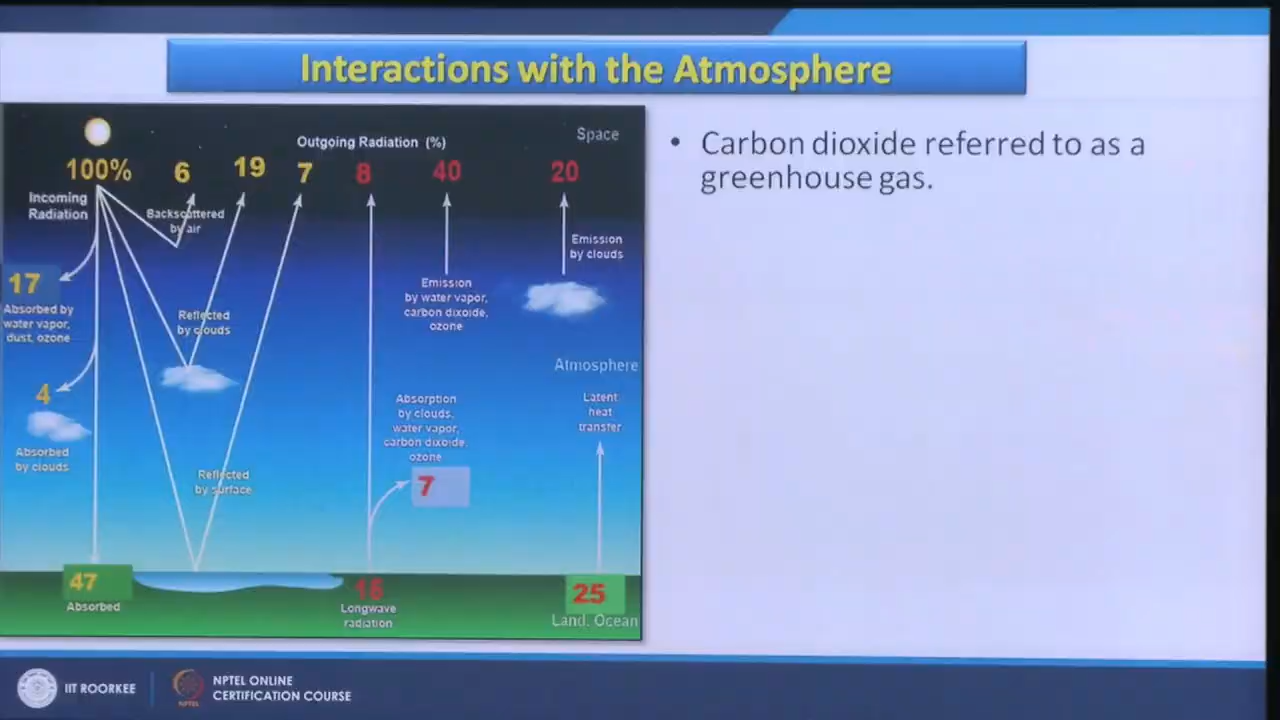 Interactions with the Atmosphere
Outgoing Radiation (%)
Space
100%
6
19
7
8
40
20
Incoming
Radiation
Backscattered
by air
Emission
by clouds
17
Absorbed by
water vapor,
dust, ozone
Emission
by water vapor,
carbon dioxide,
ozone
Reflected
by clouds
Atmosphere
4
Absorbed
by clouds
Absorption
by clouds,
water vapor,
carbon dioxide,
ozone
7
Latent
heat
transfer
Reflected
by surface
47
Absorbed
Longwave
radiation
25
Land, Ocean
• Carbon dioxide referred to as a
greenhouse gas.
IIT ROORKEE
NPTEL
NPTEL ONLINE
CERTIFICATION COURSE